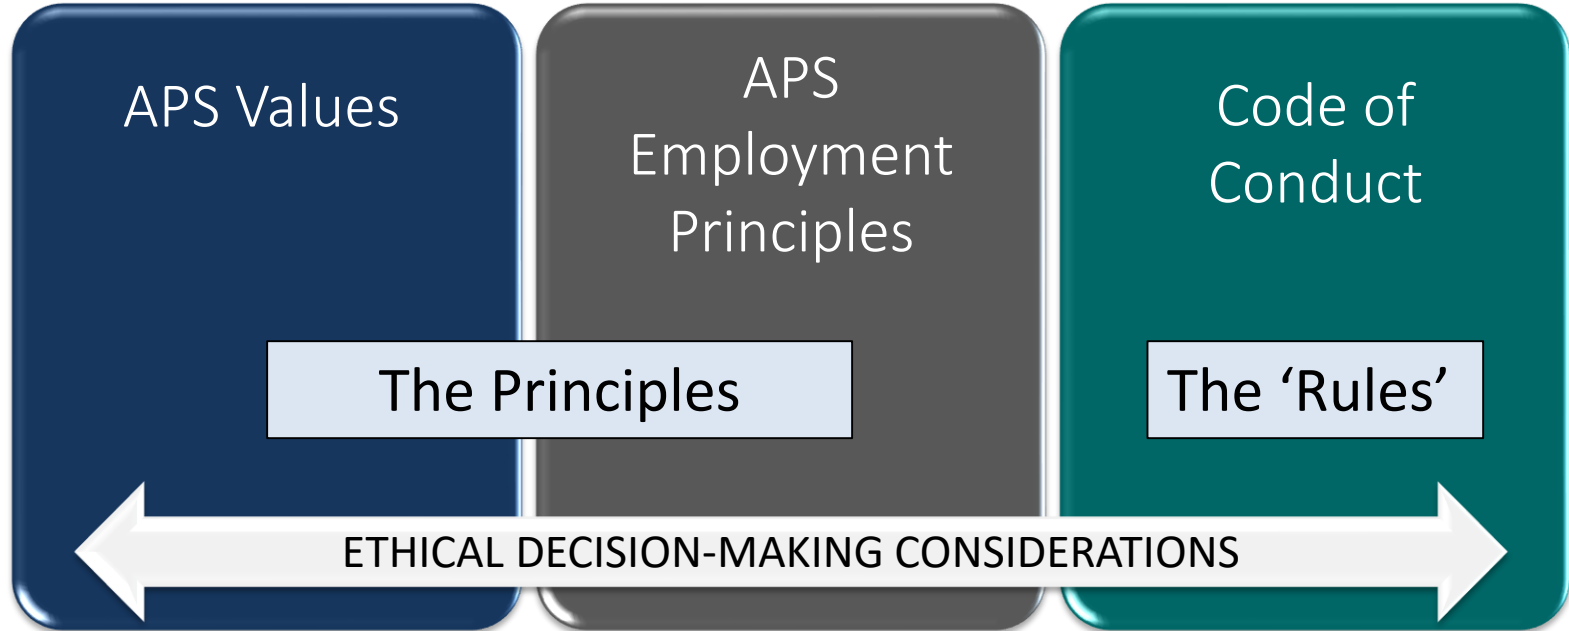 APS Values
APS
Employment
Principles
Code of
Conduct
The Principles
The ‘Rules’
ETHICAL DECISION-MAKING CONSIDERATIONS